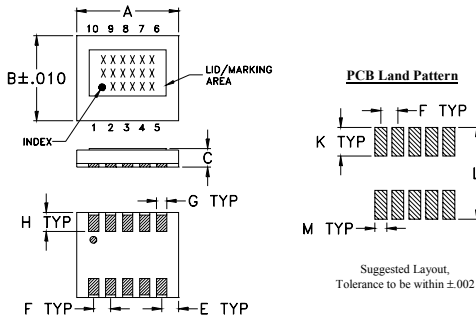 A
10 9 8 7 6
B±.010
XXXXXX
XXXXXX
XXXXX
LID/MARKING
AREA
INDEX
1 2 3 4 5
C
G TYP
H TYP
F TYP
E TYP
PCB Land Pattern
F TYP
K TYP
L
M TYP
Suggested Layout,
Tolerance to be within ±.002